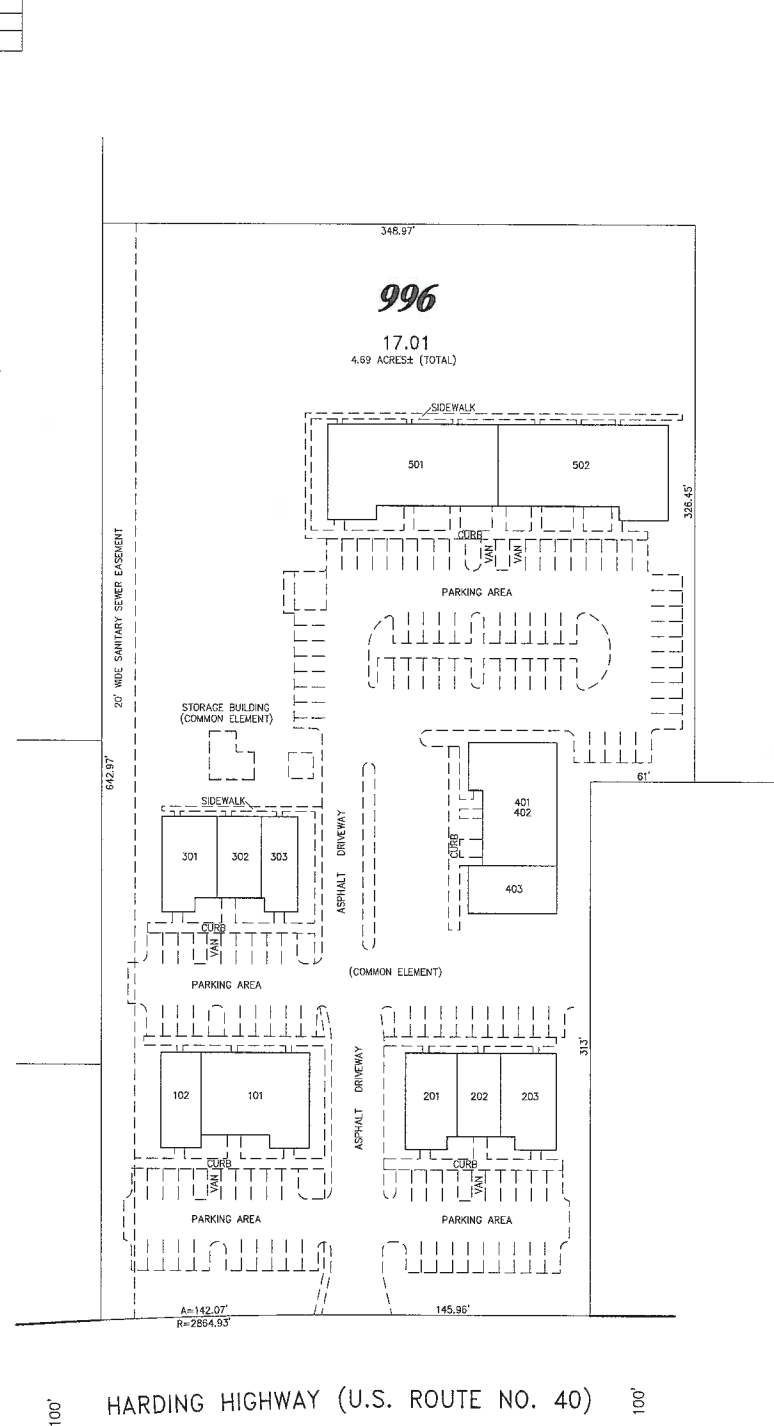 348.97'
996
17.01
4.69 ACRES± (TOTAL)
SIDEWALK
501
502
326.45'
CURB
VAN
VAN
PARKING AREA
20' WIDE SANITARY SEWER EASEMENT
STORAGE BUILDING
(COMMON ELEMENT)
642.97'
61'
SIDEWALK
401
402
301
302
303
ASPHALT DRIVEWAY
CURB
403
CURB
VAN
(COMMON ELEMENT)
PARKING AREA
313'
102
101
ASPHALT DRIVEWAY
201
202
203
CURB
VAN
CURB
VAN
PARKING AREA
PARKING AREA
A=142.07'
R=2864.93'
145.96'
100'
HARDING HIGHWAY (U.S. ROUTE NO. 40)
100'